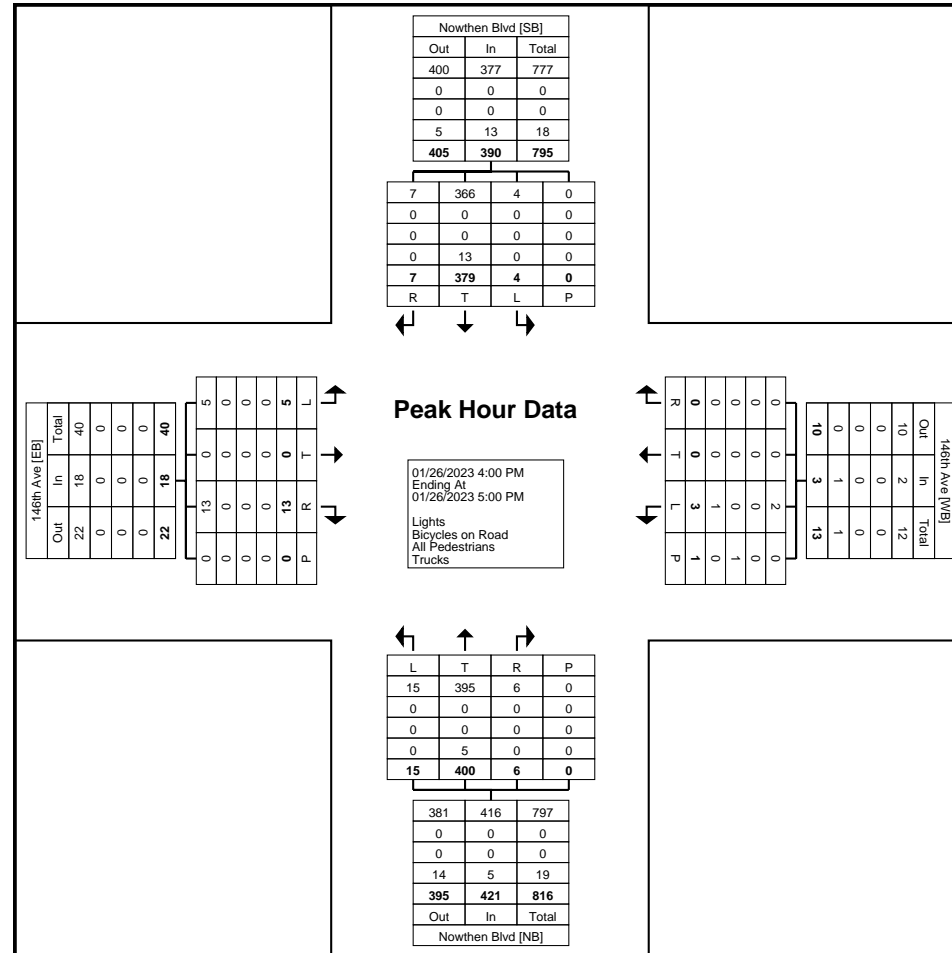 Nowthen Blvd [SB]
Out In Total
400 377 777
0 0 0
0 0 0
5 13 18
405 390 795
7 366 4 0
0 0 0 0
0 0 0 0
0 13 0 0
7 379 4 0
R T L P
146th Ave [EB]
Total 40 0 0 0 40
In 18 0 0 0 18
Out 22 0 0 0 22
5 0 0 0 5 L
0 0 0 0 0 T
13 0 0 0 13 R
0 0 0 0 0 P
Peak Hour Data
01/26/2023 4:00 PM
Ending At
01/26/2023 5:00 PM
Lights
Bicycles on Road
All Pedestrians
Trucks
R 0 0 0 0 0
T 0 0 0 0 0
L 3 1 0 0 2
P 1 0 1 0 0
10 0 0 0 10 Out
3 1 0 0 2 In
13 1 0 0 12 Total
146th Ave [WB]
L T R P
15 395 6 0
0 0 0 0
0 0 0 0
0 5 0 0
15 400 6 0
381 416 797
0 0 0
0 0 0
14 5 19
395 421 816
Out In Total
Nowthen Blvd [NB]